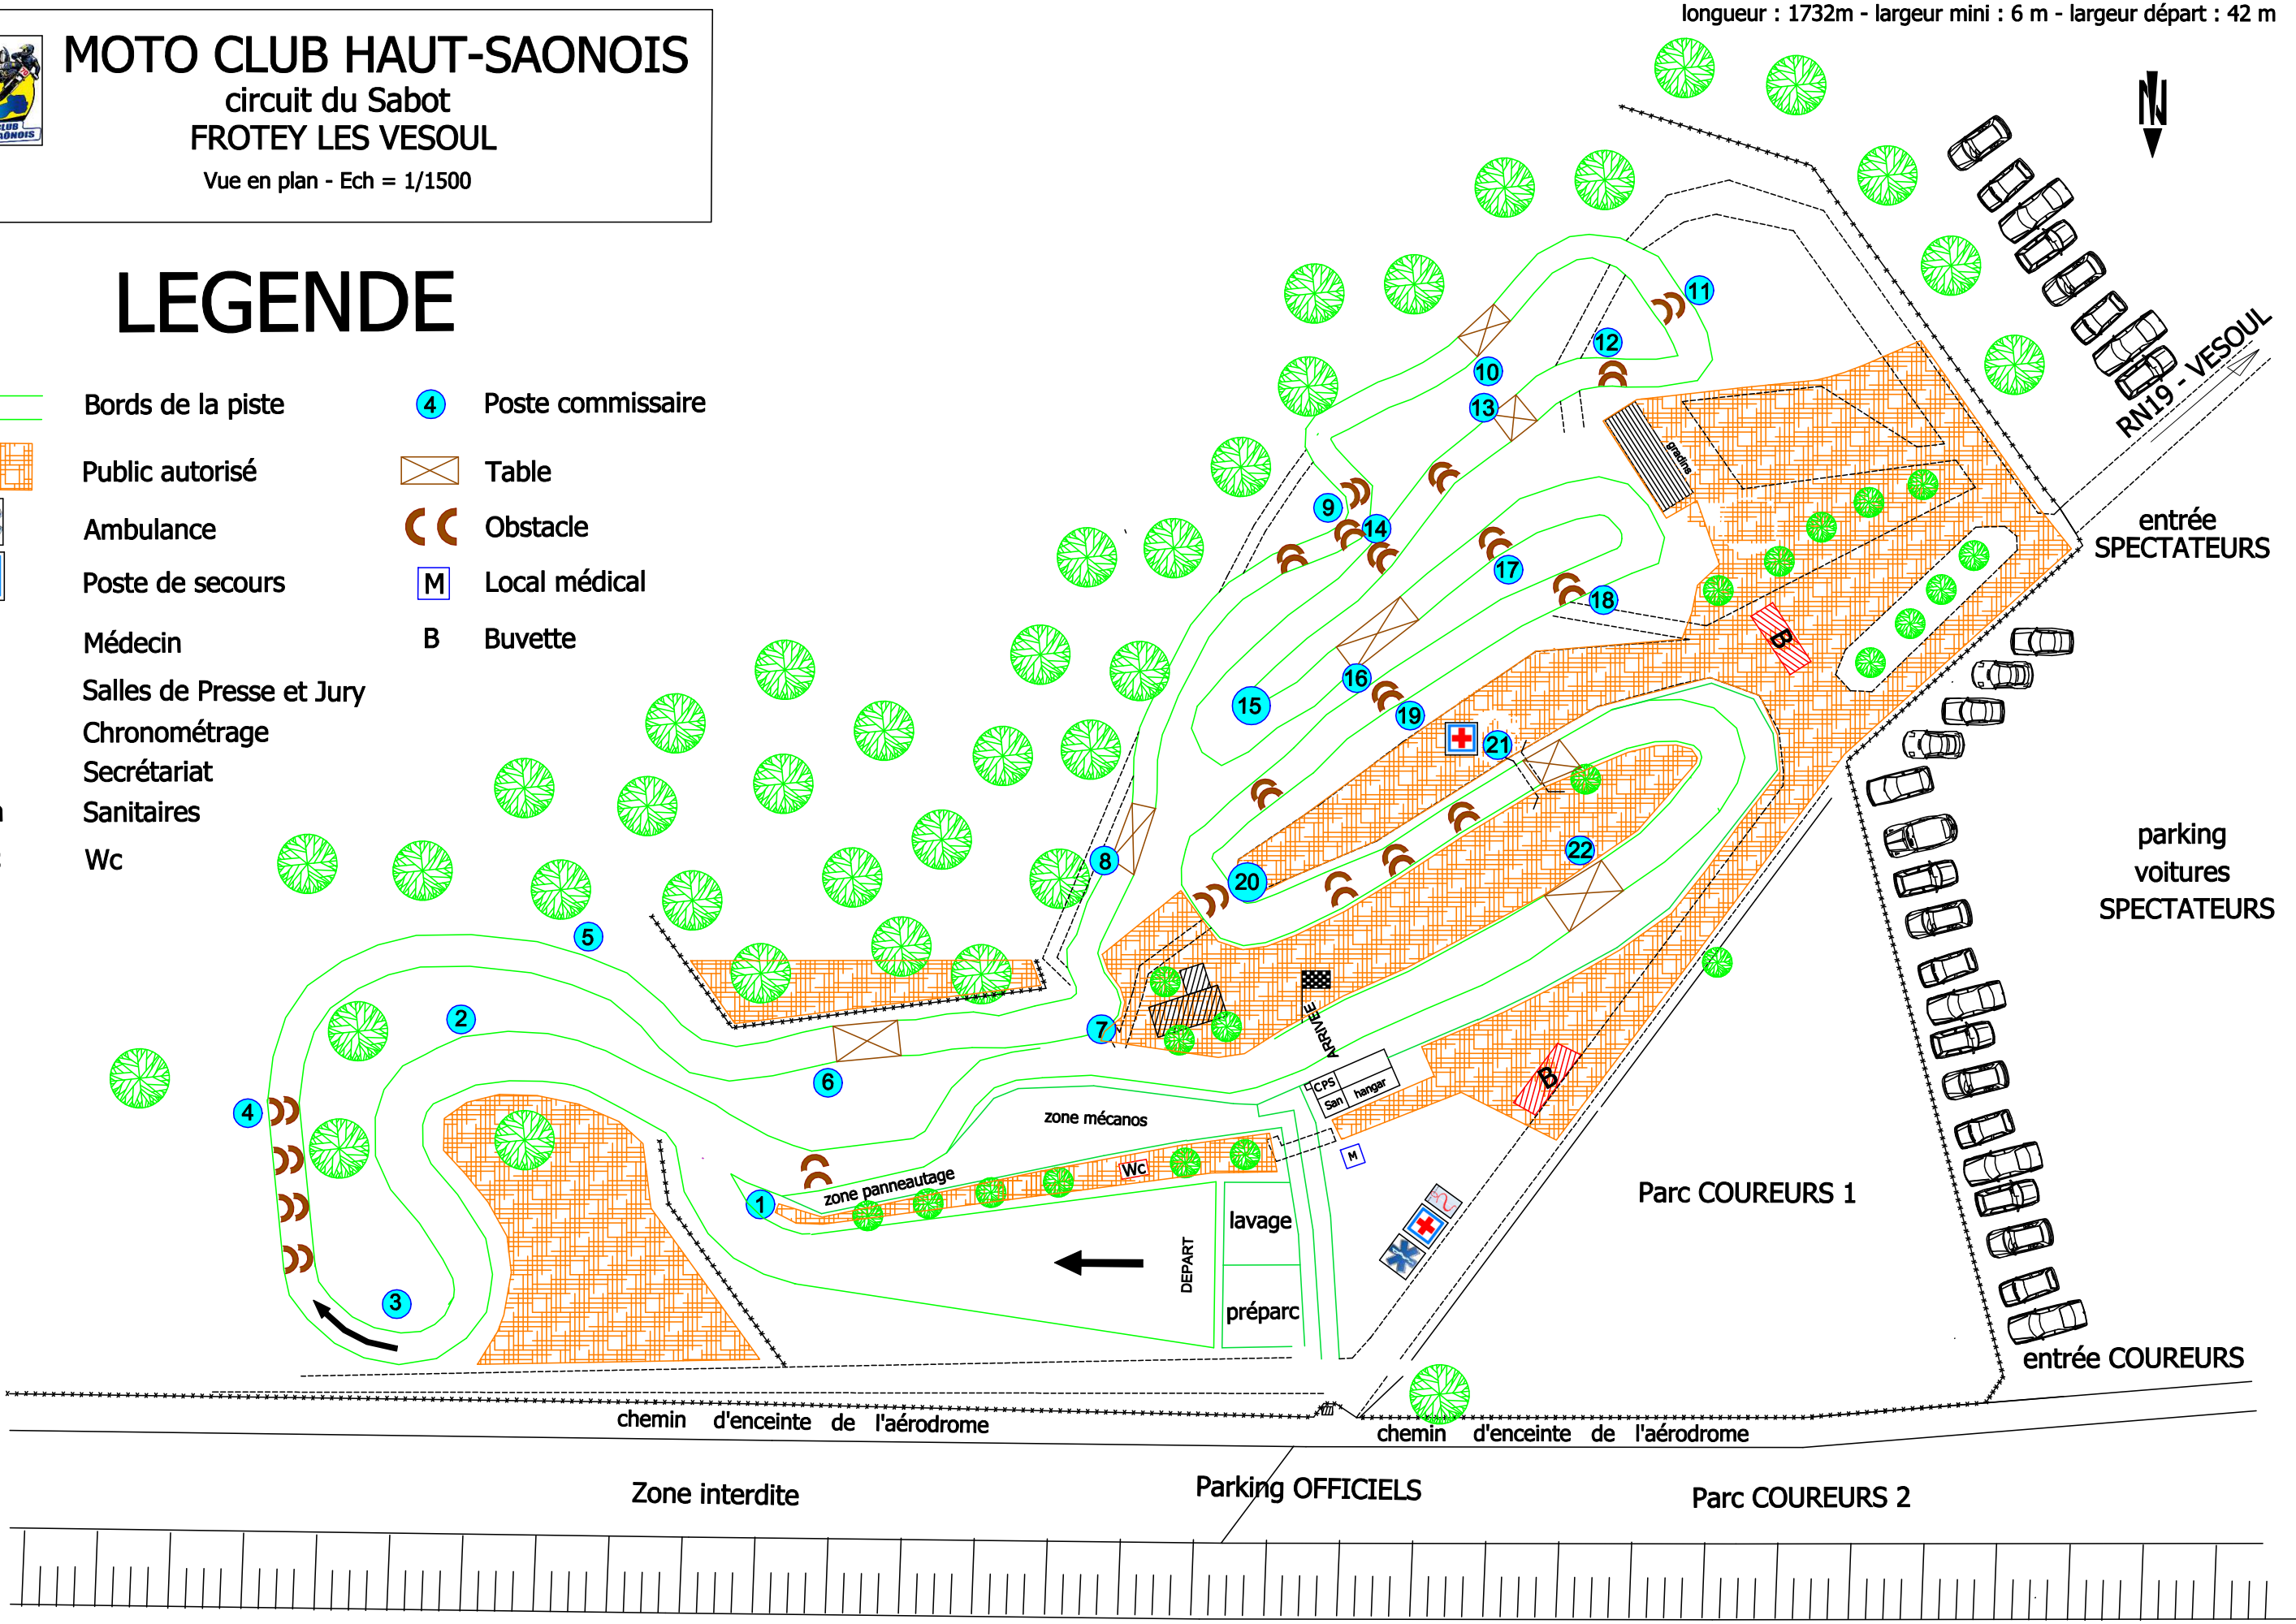 longueur : 1732m - largeur mini : 6 m - largeur départ : 42 m
MOTO CLUB HAUT-SAONOIS
circuit du Sabot
FROTEY LES VESOUL
Vue en plan - Ech = 1/1500
N
LEGENDE
Bords de la piste
4 Poste commissaire
Public autorisé
Table
Ambulance
Obstacle
Poste de secours
M Local médical
Médecin
B Buvette
Salles de Presse et Jury
Chronométrage
Secrétariat
Sanitaires
Wc
11
12
10
13
RN19 - VESOUL
gradins
9
14
entrée
SPECTATEURS
17
18
B
16
15
19
21
parking
voitures
SPECTATEURS
22
8
20
5
2
7
ARRIVEE
6
CPS
San
hangar
B
4
zone mécanos
M
Wc
zone panneautage
1
Parc COUREURS 1
lavage
DEPART
préparc
3
entrée COUREURS
chemin d'enceinte de l'aérodrome
chemin d'enceinte de l'aérodrome
Zone interdite
Parking OFFICIELS
Parc COUREURS 2